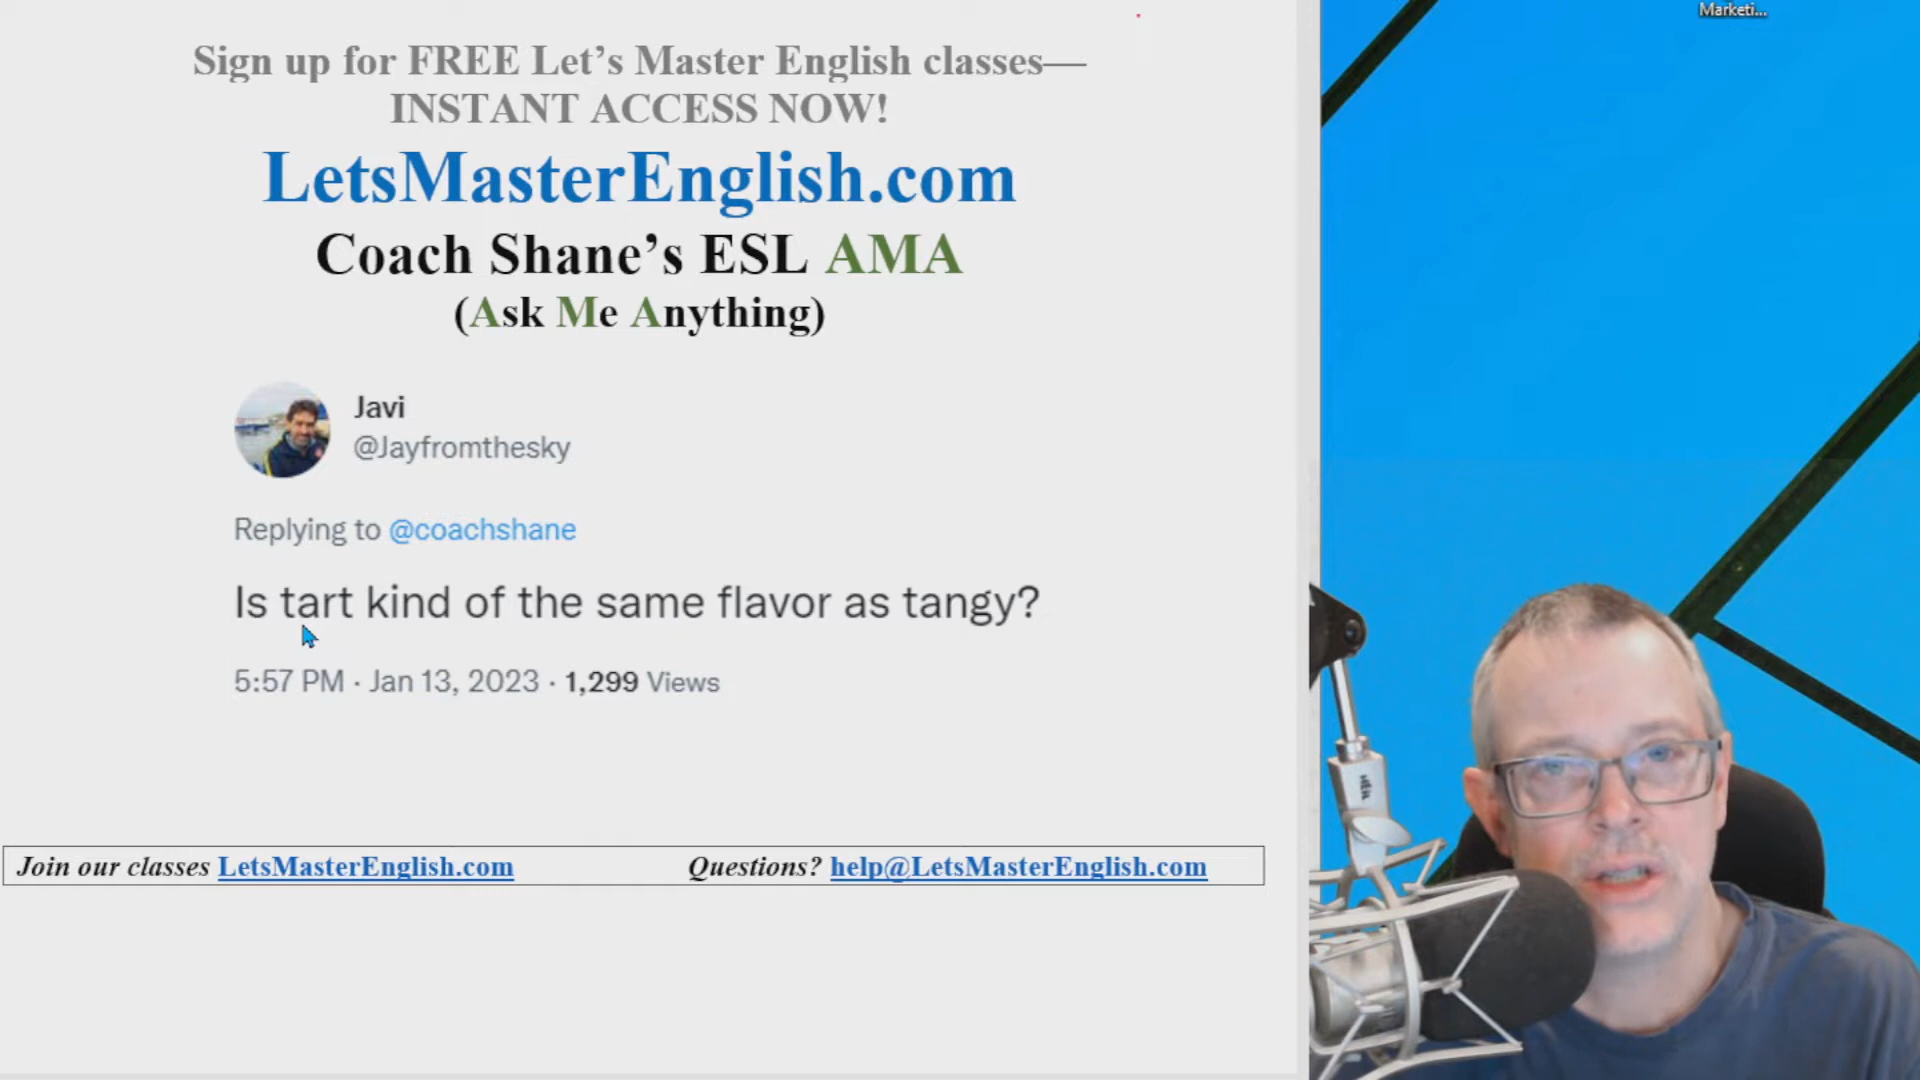 Marketi...
Sign up for FREE Let’s Master English classes—
INSTANT ACCESS NOW!
LetsMasterEnglish.com
Coach Shane’s ESL AMA
(Ask Me Anything)
Javi
@Jayfromthesky
Replying to @coachshane
Is tart kind of the same flavor as tangy?
5:57 PM · Jan 13, 2023 · 1,299 Views
Join our classes LetsMasterEnglish.com Questions? help@LetsMasterEnglish.com
HEIL